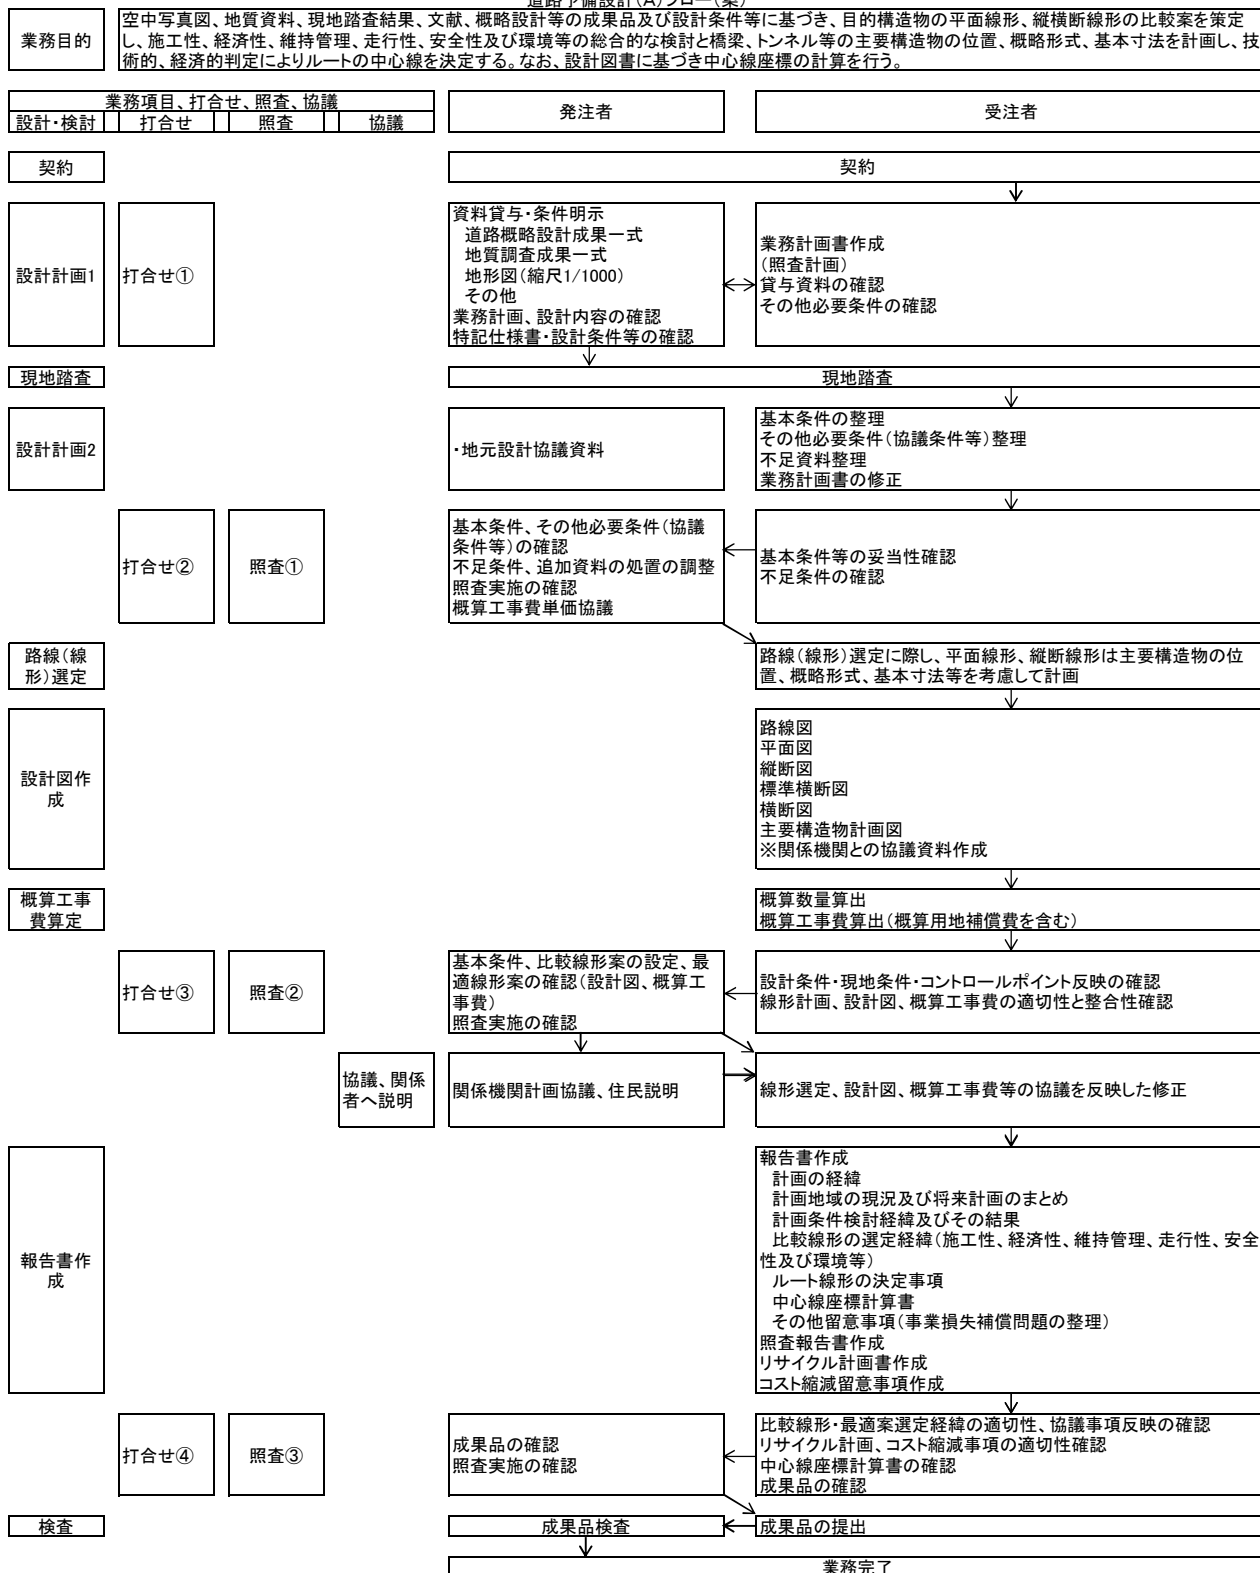 道路予備設計(A)フロー(案)
業務目的
空中写真図、地質資料、現地踏査結果、文献、概略設計等の成果品及び設計条件等に基づき、目的構造物の平面線形、縦横断線形の比較案を策定
し、施工性、経済性、維持管理、走行性、安全性及び環境等の総合的な検討と橋梁、トンネル等の主要構造物の位置、概略形式、基本寸法を計画し、技
術的、経済的判定によりルートの中心線を決定する。なお、設計図書に基づき中心線座標の計算を行う。
業務項目、打合せ、照査、協議
設計・検討 打合せ 照査 協議
発注者
受注者
契約
契約
設計計画1
打合せ①
資料貸与・条件明示
道路概略設計成果一式
地質調査成果一式
地形図(縮尺1/1000)
その他
業務計画、設計内容の確認
特記仕様書・設計条件等の確認
業務計画書作成
(照査計画)
貸与資料の確認
その他必要条件の確認
現地踏査
現地踏査
設計計画2
・地元設計協議資料
基本条件の整理
その他必要条件(協議条件等)整理
不足資料整理
業務計画書の修正
打合せ②
照査①
基本条件、その他必要条件(協議
条件等)の確認
不足条件、追加資料の処置の調整
照査実施の確認
概算工事費単価協議
基本条件等の妥当性確認
不足条件の確認
路線(線
形)選定
路線(線形)選定に際し、平面線形、縦断線形は主要構造物の位
置、概略形式、基本寸法等を考慮して計画
設計図作
成
路線図
平面図
縦断図
標準横断図
横断図
主要構造物計画図
※関係機関との協議資料作成
概算工事
費算定
概算数量算出
概算工事費算出(概算用地補償費を含む)
打合せ③
照査②
基本条件、比較線形案の設定、最
適線形案の確認(設計図、概算工
事費)
照査実施の確認
設計条件・現地条件・コントロールポイント反映の確認
線形計画、設計図、概算工事費の適切性と整合性確認
協議、関係
者へ説明
関係機関計画協議、住民説明
線形選定、設計図、概算工事費等の協議を反映した修正
報告書作
成
報告書作成
計画の経緯
計画地域の現況及び将来計画のまとめ
計画条件検討経緯及びその結果
比較線形の選定経緯(施工性、経済性、維持管理、走行性、安全
性及び環境等)
ルート線形の決定事項
中心線座標計算書
その他留意事項(事業損失補償問題の整理)
照査報告書作成
リサイクル計画書作成
コスト縮減留意事項作成
打合せ④
照査③
成果品の確認
照査実施の確認
比較線形・最適案選定経緯の適切性、協議事項反映の確認
リサイクル計画、コスト縮減事項の適切性確認
中心線座標計算書の確認
成果品の確認
検査
成果品検査
成果品の提出
業務完了